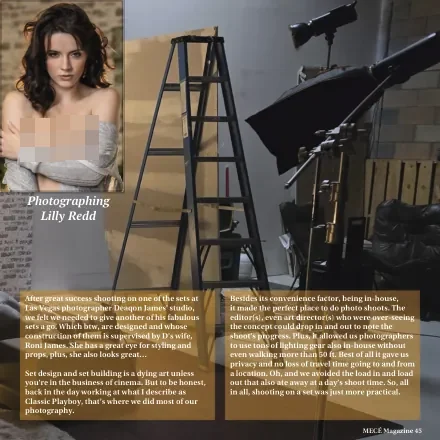 Photographing
Lilly Redd
After great success shooting on one of the sets at
Las Vegas photographer Deaqon James' studio,
we felt we needed to give another of his fabulous
sets a go. Which btw, are designed and whose
construction of them is supervised by D's wife,
Roni James. She has a great eye for styling and
props, plus, she also looks great…
Set design and set building is a dying art unless
you're in the business of cinema. But to be honest,
back in the day working at what I describe as
Classic Playboy, that's where we did most of our
photography.
Besides its convenience factor, being in-house,
it made the perfect place to do photo shoots. The
editor(s), even art director(s) who were over-seeing
the concept could drop in and out to note the
shoot's progress. Plus, it allowed us photographers
to use tons of lighting gear also in-house without
even walking more than 50 ft. Best of all it gave us
privacy and no loss of travel time going to and from
a location. Oh, and we avoided the load in and load
out that also ate away at a day's shoot time. So, all
in all, shooting on a set was just more practical.
MECÉ Magazine 45